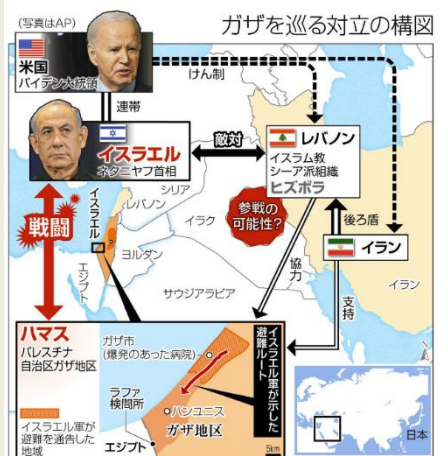 ガザを巡る対立の構図
(写真はAP)
米国
バイデン大統領
けん制
連帯
イスラエル
ネタニヤフ首相
敵対
レバノン
イスラム教
シーア派組織
ヒズボラ
参戦の
可能性?
後ろ盾
イラン
戦闘
イスラエル
シリア
レバノン
イラク
ヨルダン
エジプト
サウジアラビア
協力
支持
イラン
ハマス
パレスチナ
自治区ガザ地区
イスラエル軍が
避難を通告した
地域
ガザ市
(爆発のあった病院)
ラファ
検問所
ハンユニス
ガザ地区
エジプト
イスラエル軍が示した
避難ルート
5km
日本